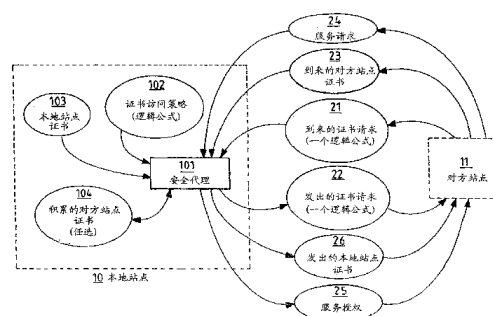 24
服务请求
23
到来的对方站点
证书
102
证书访问策略
(逻辑公式)
103
本地站点
证书
21
到来的证书请求
(一个逻辑公式)
101
安全代理
11
对方站点
104
积累的对方站点
证书
(任选)
22
发出的证书请求
(一个逻辑公式)
26
发出的本地站点
证书
10 本地站点
25
服务授权